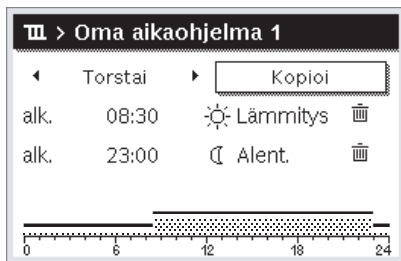 > Oma aikaohjelma 1
Torstai Kopioi
alk. 08:30 Lämmitys
alk. 23:00 Alent.
0 6 12 18 24